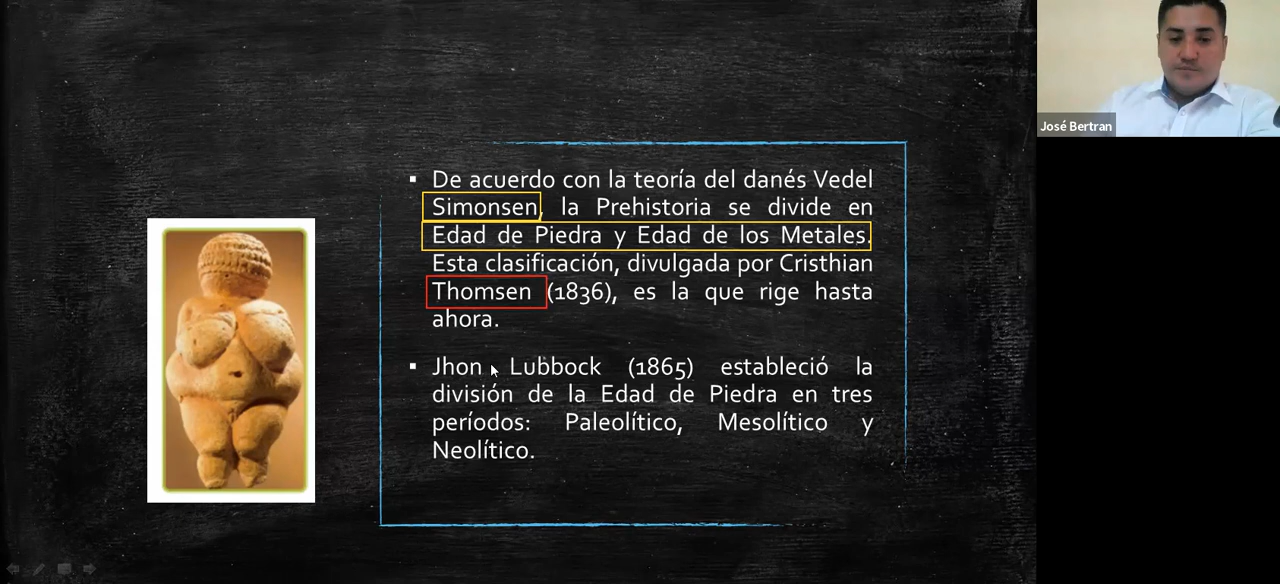 De acuerdo con la teoría del danés Vedel
Simonsen, la Prehistoria se divide en
Edad de Piedra y Edad de los Metales.
Esta clasificación, divulgada por Cristhian
Thomsen (1836), es la que rige hasta
ahora.
Jhon Lubbock (1865) estableció la
división de la Edad de Piedra en tres
períodos: Paleolítico, Mesolítico y
Neolítico.
José Bertran